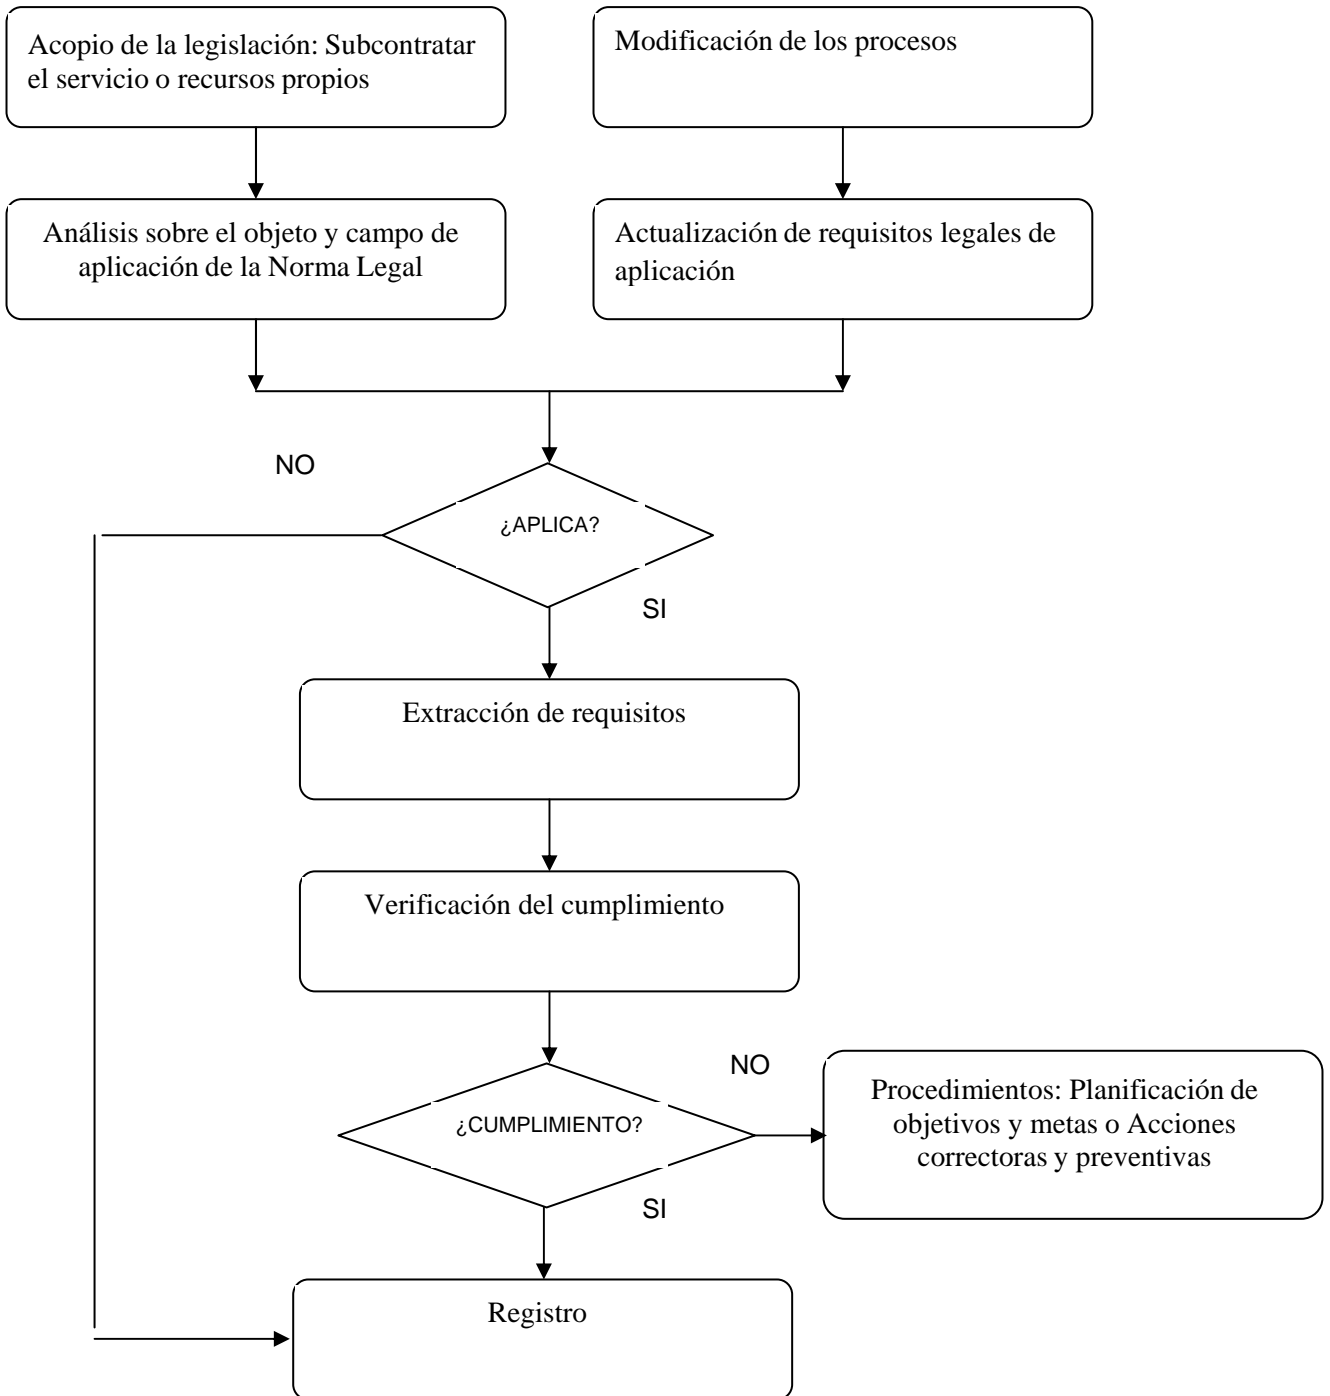 Acopio de la legislación: Subcontratar
el servicio o recursos propios
Modificación de los procesos
Análisis sobre el objeto y campo de
aplicación de la Norma Legal
Actualización de requisitos legales de
aplicación
NO
¿APLICA?
SI
Extracción de requisitos
Verificación del cumplimiento
NO
¿CUMPLIMIENTO?
Procedimientos: Planificación de
objetivos y metas o Acciones
correctoras y preventivas
SI
Registro